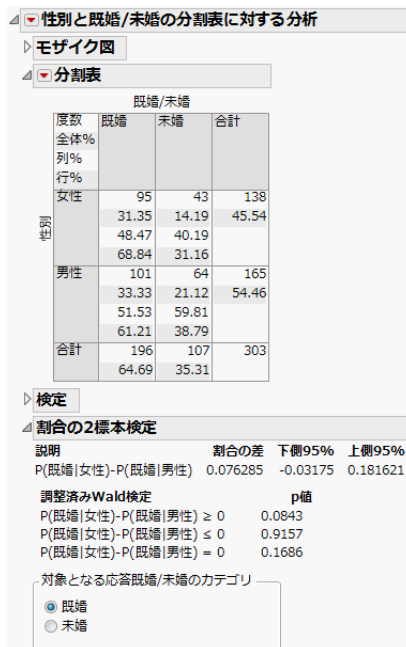 性別と既婚/未婚の分割表に対する分析
モザイク図
分割表
既婚/未婚
度数 既婚 未婚 合計
全体%
列%
行%
性別
女性 95 43 138
31.35 14.19 45.54
48.47 40.19
68.84 31.16
男性 101 64 165
33.33 21.12 54.46
51.53 59.81
61.21 38.79
合計 196 107 303
64.69 35.31
検定
割合の2標本検定
説明 割合の差 下側95% 上側95%
P(既婚|女性)-P(既婚|男性) 0.076285 -0.03175 0.181621
調整済みWald検定 p値
P(既婚|女性)-P(既婚|男性) ≥ 0 0.0843
P(既婚|女性)-P(既婚|男性) ≤ 0 0.9157
P(既婚|女性)-P(既婚|男性) = 0 0.1686
対象となる応答既婚/未婚のカテゴリ
既婚
未婚